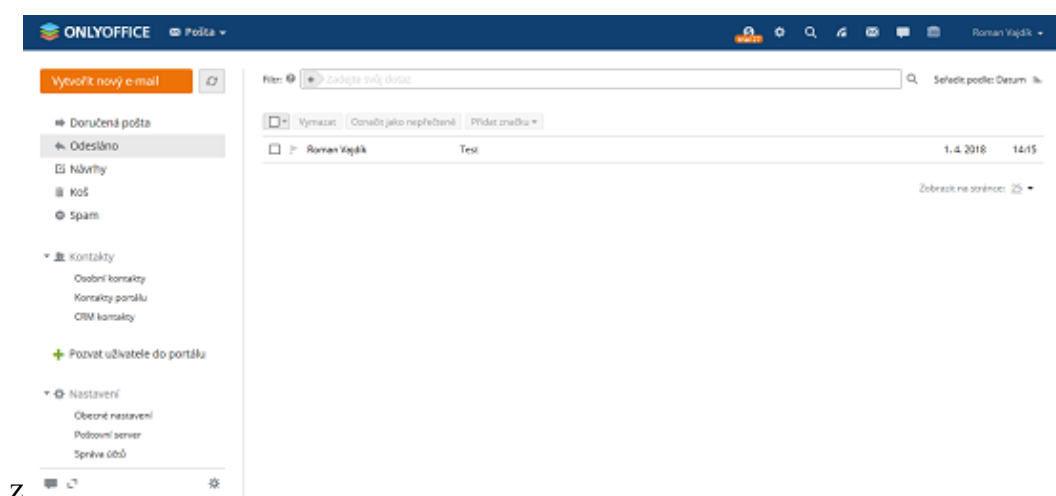 ONLYOFFICE Pošta Roman Vajdík
Vytvořit nový e-mail
Filtr: Zadejte svůj dotaz Seřadit podle: Datum
Doručená pošta
Vymazat Označit jako nepřečtené Přidat značku
Odesláno
Roman Vajdík Test 1. 4. 2018 14:15
Návrhy
Koš
Zobrazit na stránce: 25
Spam
Kontakty
Osobní kontakty
Kontakty portálu
CRM kontakty
Pozvat uživatele do portálu
Nastavení
Obecné nastavení
Poštovní server
Správa účtů
z